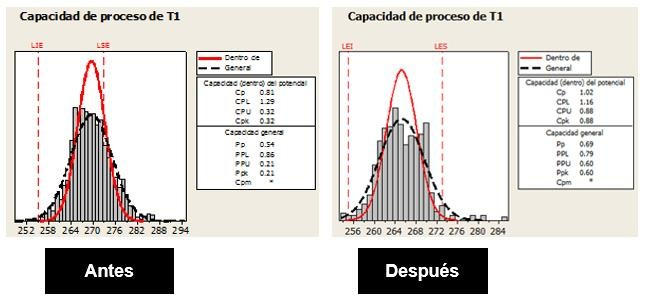 Capacidad de proceso de T1
LIE
LSE
Dentro de
General
Capacidad (dentro) del potencial
Cp 0.81
CPL 1.29
CPU 0.32
Cpk 0.32
Capacidad general
Pp 0.54
PPL 0.86
PPU 0.21
Ppk 0.21
Cpm *
252 258 264 270 276 282 288 294
Antes
Capacidad de proceso de T1
LEI
LES
Dentro de
General
Capacidad (dentro) del potencial
Cp 1.02
CPL 1.16
CPU 0.88
Cpk 0.88
Capacidad general
Pp 0.69
PPL 0.79
PPU 0.60
Ppk 0.60
Cpm *
256 260 264 268 272 276 280 284
Después